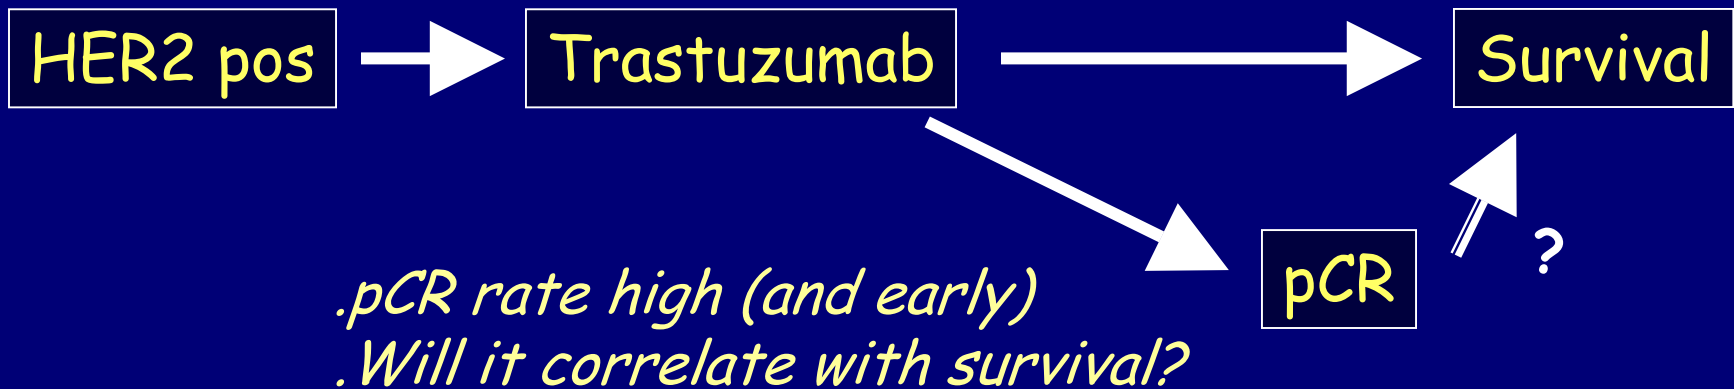 HER2 pos
Trastuzumab
Survival
pCR
?
.pCR rate high (and early)
.Will it correlate with survival?